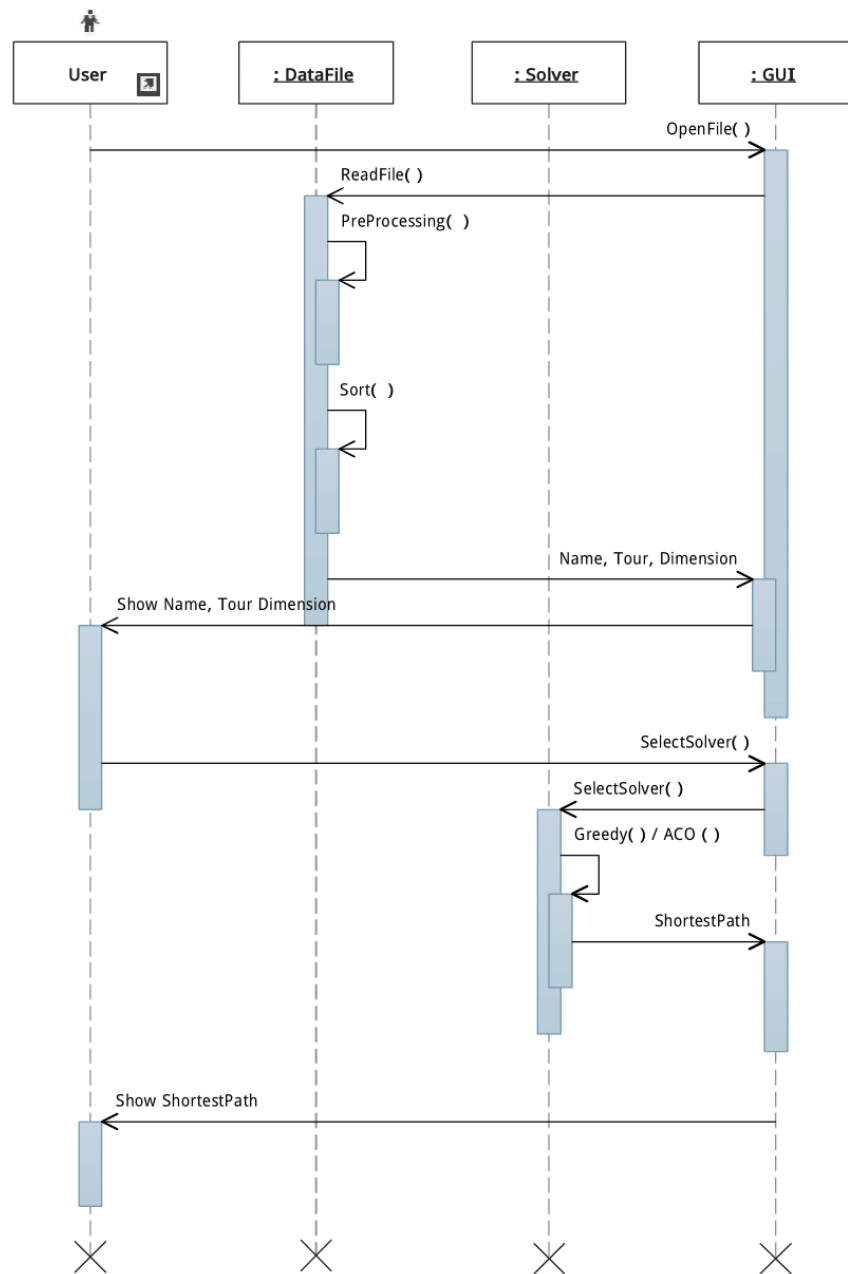 User
: DataFile
: Solver
: GUI
OpenFile( )
ReadFile( )
PreProcessing(  )
Sort(  )
Name, Tour, Dimension
Show Name, Tour Dimension
SelectSolver( )
SelectSolver( )
Greedy( ) / ACO ( )
ShortestPath
Show ShortestPath